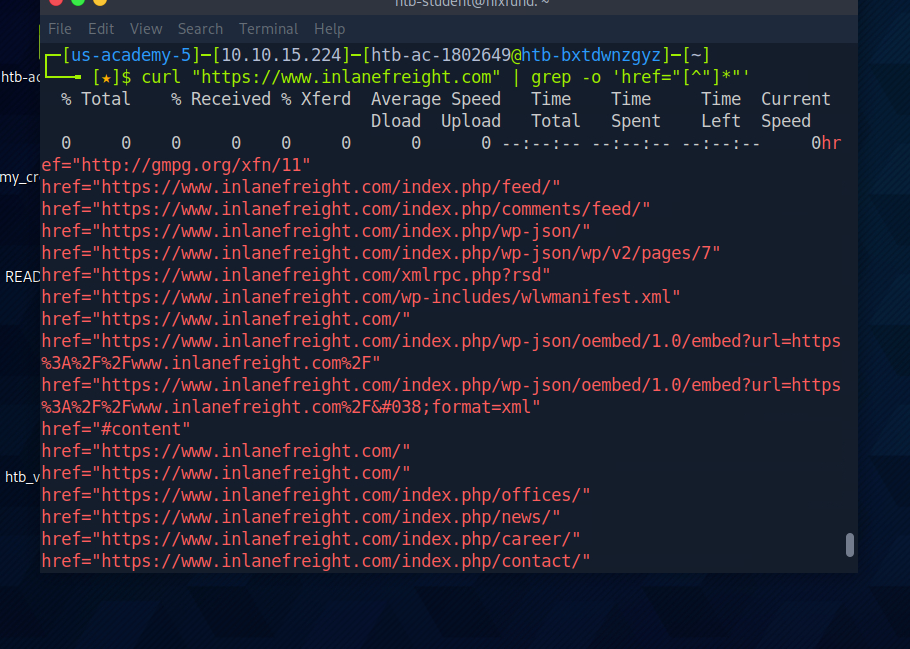 File Edit View Search Terminal Help
[us-academy-5]─[10.10.15.224]─[htb-ac-1802649@htb-bxtdwnzgyz]─[~]
[★]$ curl "https://www.inlanefreight.com" | grep -o 'href="[^"]*"'
% Total % Received % Xferd Average Speed Time Time Time Current
Dload Upload Total Spent Left Speed
0 0 0 0 0 0 0 0 --:--:-- --:--:-- --:--:-- 0hr
ef="http://gmpg.org/xfn/11"
href="https://www.inlanefreight.com/index.php/feed/"
href="https://www.inlanefreight.com/index.php/comments/feed/"
href="https://www.inlanefreight.com/index.php/wp-json/"
href="https://www.inlanefreight.com/index.php/wp-json/wp/v2/pages/7"
href="https://www.inlanefreight.com/xmlrpc.php?rsd"
href="https://www.inlanefreight.com/wp-includes/wlwmanifest.xml"
href="https://www.inlanefreight.com/"
href="https://www.inlanefreight.com/index.php/wp-json/oembed/1.0/embed?url=https
%3A%2F%2Fwww.inlanefreight.com%2F"
href="https://www.inlanefreight.com/index.php/wp-json/oembed/1.0/embed?url=https
%3A%2F%2Fwww.inlanefreight.com%2F&#038;format=xml"
href="#content"
href="https://www.inlanefreight.com/"
href="https://www.inlanefreight.com/"
href="https://www.inlanefreight.com/index.php/offices/"
href="https://www.inlanefreight.com/index.php/news/"
href="https://www.inlanefreight.com/index.php/career/"
href="https://www.inlanefreight.com/index.php/contact/"
htb-ac
my_cr
READ
htb_v